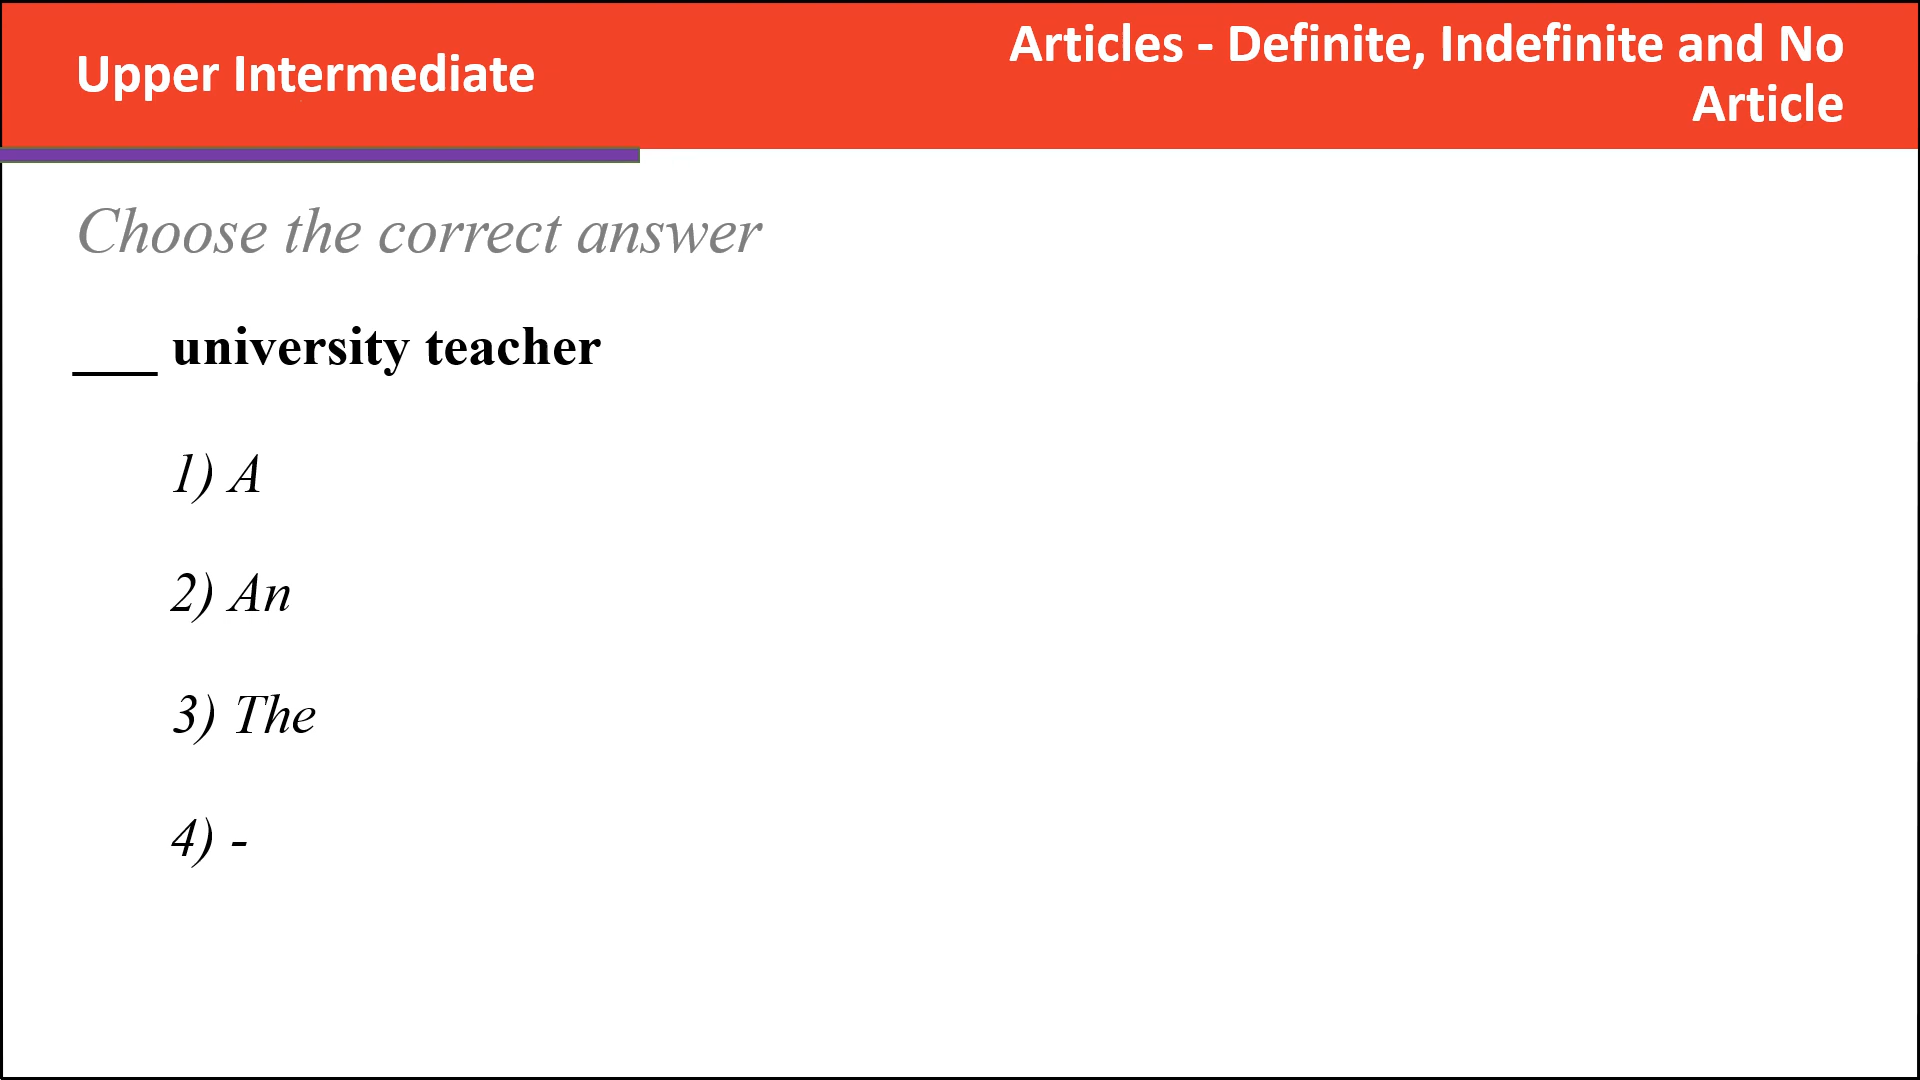 Upper Intermediate
Articles - Definite, Indefinite and No
Article
Choose the correct answer
___ university teacher
1) A
2) An
3) The
4) -